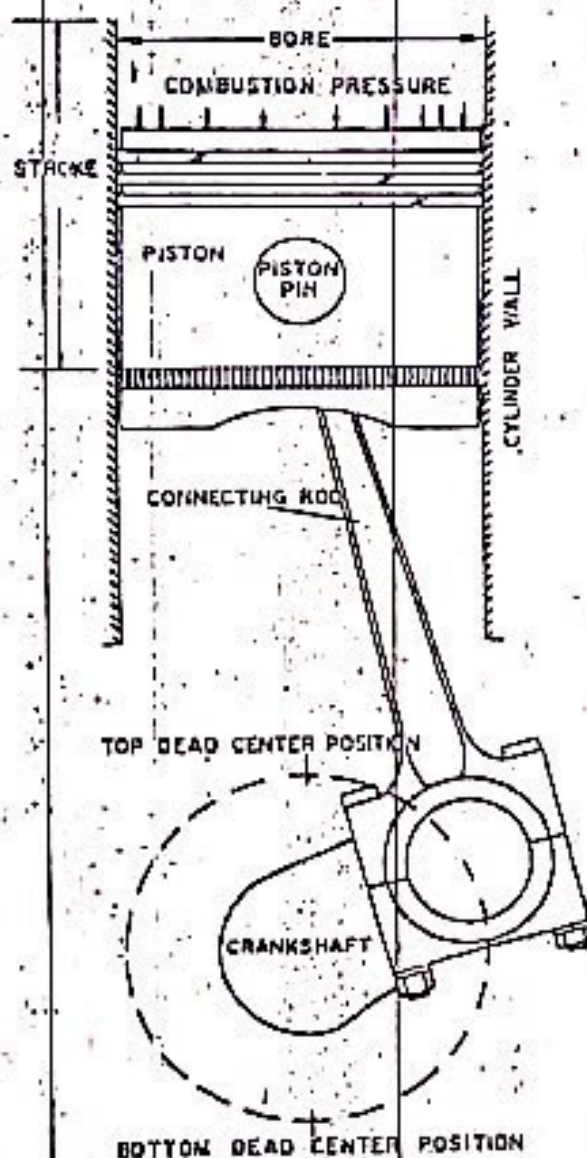 BORE
COMBUSTION PRESSURE
STROKE
PISTON
PISTON
PIN
CYLINDER WALL
CONNECTING ROD
TOP DEAD CENTER POSITION
CRANKSHAFT
BOTTOM DEAD CENTER POSITION